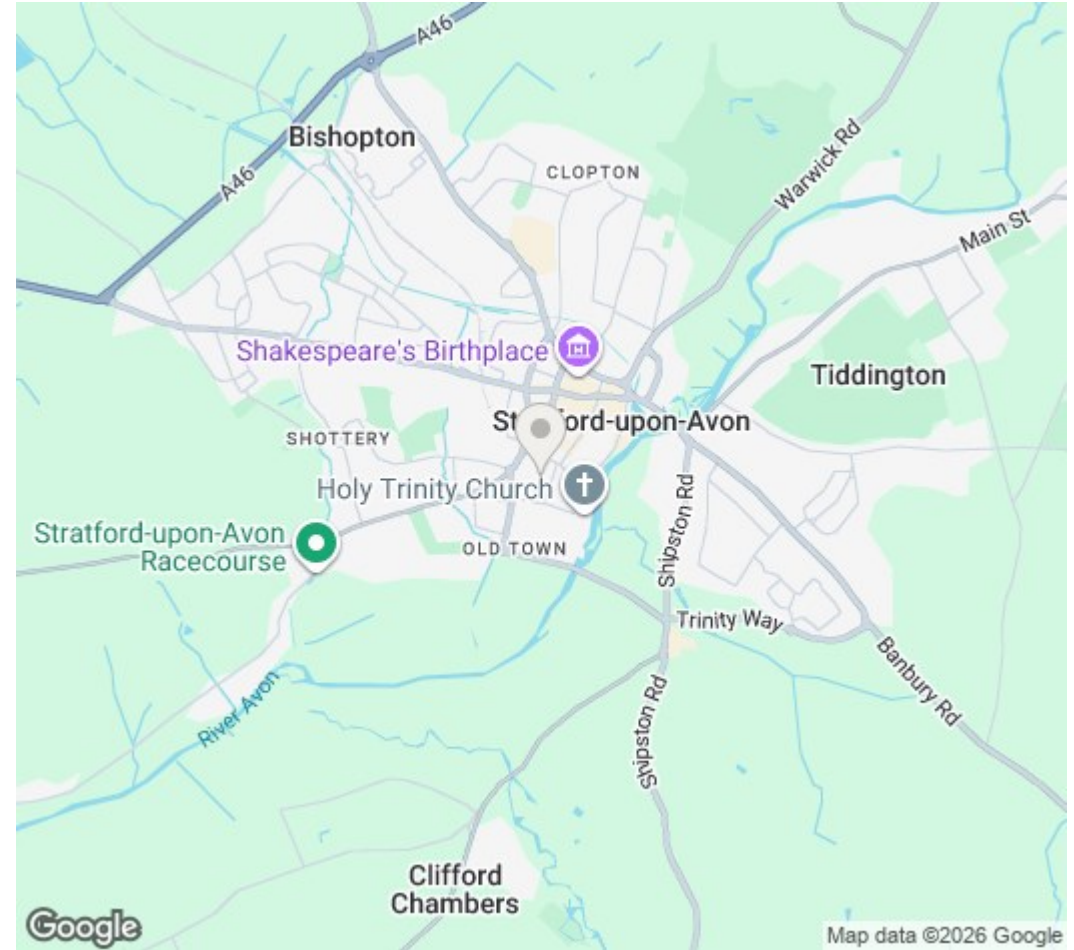 A46
Bishopton
CLOPTON
Warwick Rd
A46
Main St
Shakespeare's Birthplace
Tiddington
Stratford-upon-Avon
SHOTTERY
Holy Trinity Church
Shipston Rd
Stratford-upon-Avon
Racecourse
OLD TOWN
Trinity Way
River Avon
Banbury Rd
Shipston Rd
Clifford
Chambers
Google
Map data ©2026 Google